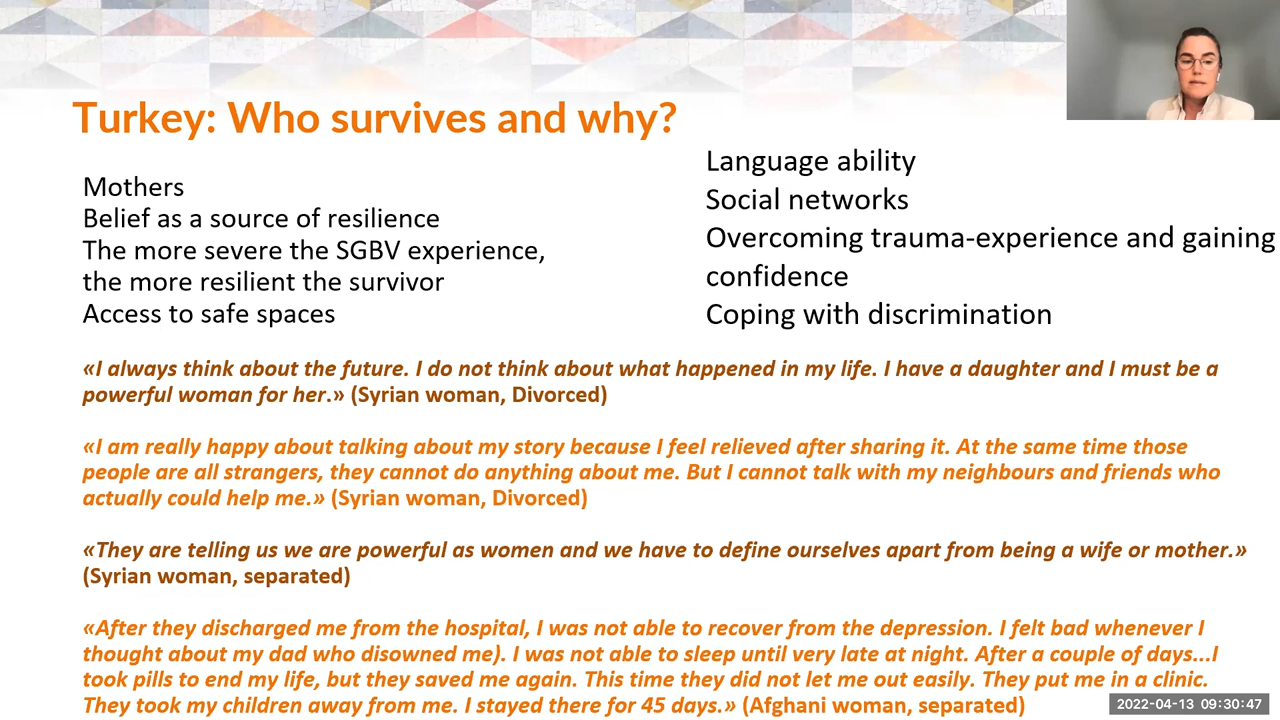 Turkey: Who survives and why?
Mothers
Belief as a source of resilience
The more severe the SGBV experience,
the more resilient the survivor
Access to safe spaces
Language ability
Social networks
Overcoming trauma-experience and gaining
confidence
Coping with discrimination
«I always think about the future. I do not think about what happened in my life. I have a daughter and I must be a
powerful woman for her.» (Syrian woman, Divorced)
«I am really happy about talking about my story because I feel relieved after sharing it. At the same time those
people are all strangers, they cannot do anything about me. But I cannot talk with my neighbours and friends who
actually could help me.» (Syrian woman, Divorced)
«They are telling us we are powerful as women and we have to define ourselves apart from being a wife or mother.»
(Syrian woman, separated)
«After they discharged me from the hospital, I was not able to recover from the depression. I felt bad whenever I
thought about my dad who disowned me). I was not able to sleep until very late at night. After a couple of days...I
took pills to end my life, but they saved me again. This time they did not let me out easily. They put me in a clinic.
They took my children away from me. I stayed there for 45 days.» (Afghani woman, separated)
2022-04-13 09:30:47